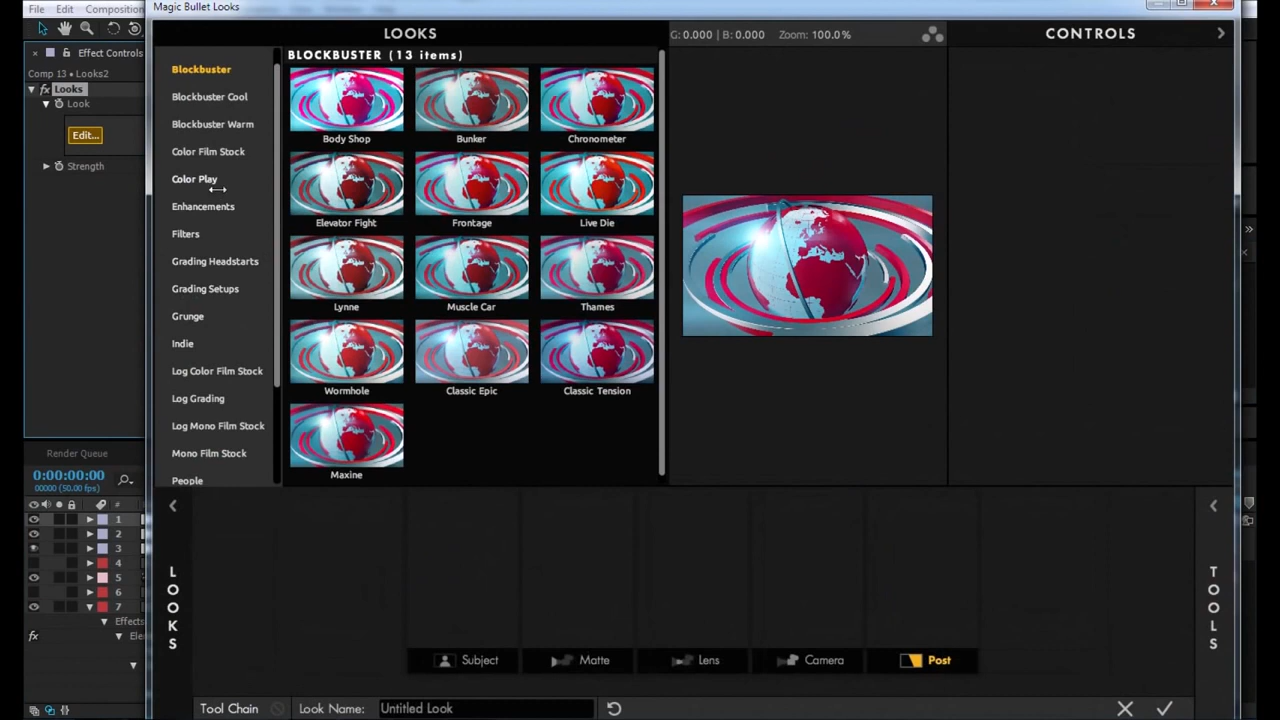 File Edit Composition
Magic Bullet Looks
Effect Controls
Comp 13 • Looks2
fx Looks
Look
Edit...
Strength
LOOKS
G: 0.000 | B: 0.000 Zoom: 100.0%
CONTROLS
Blockbuster
Blockbuster Cool
Blockbuster Warm
Color Film Stock
Color Play
Enhancements
Filters
Grading Headstarts
Grading Setups
Grunge
Indie
Log Color Film Stock
Log Grading
Log Mono Film Stock
Mono Film Stock
People
BLOCKBUSTER (13 items)
Body Shop Bunker Chronometer
Elevator Fight Frontage Live Die
Lynne Muscle Car Thames
Wormhole Classic Epic Classic Tension
Maxine
Render Queue
0:00:00:00
00000 (50.00 fps)
#
1
2
3
4
5
6
7
Effects
fx Ele
LOOKS
TOOLS
Subject Matte Lens Camera Post
Tool Chain Look Name: Untitled Look